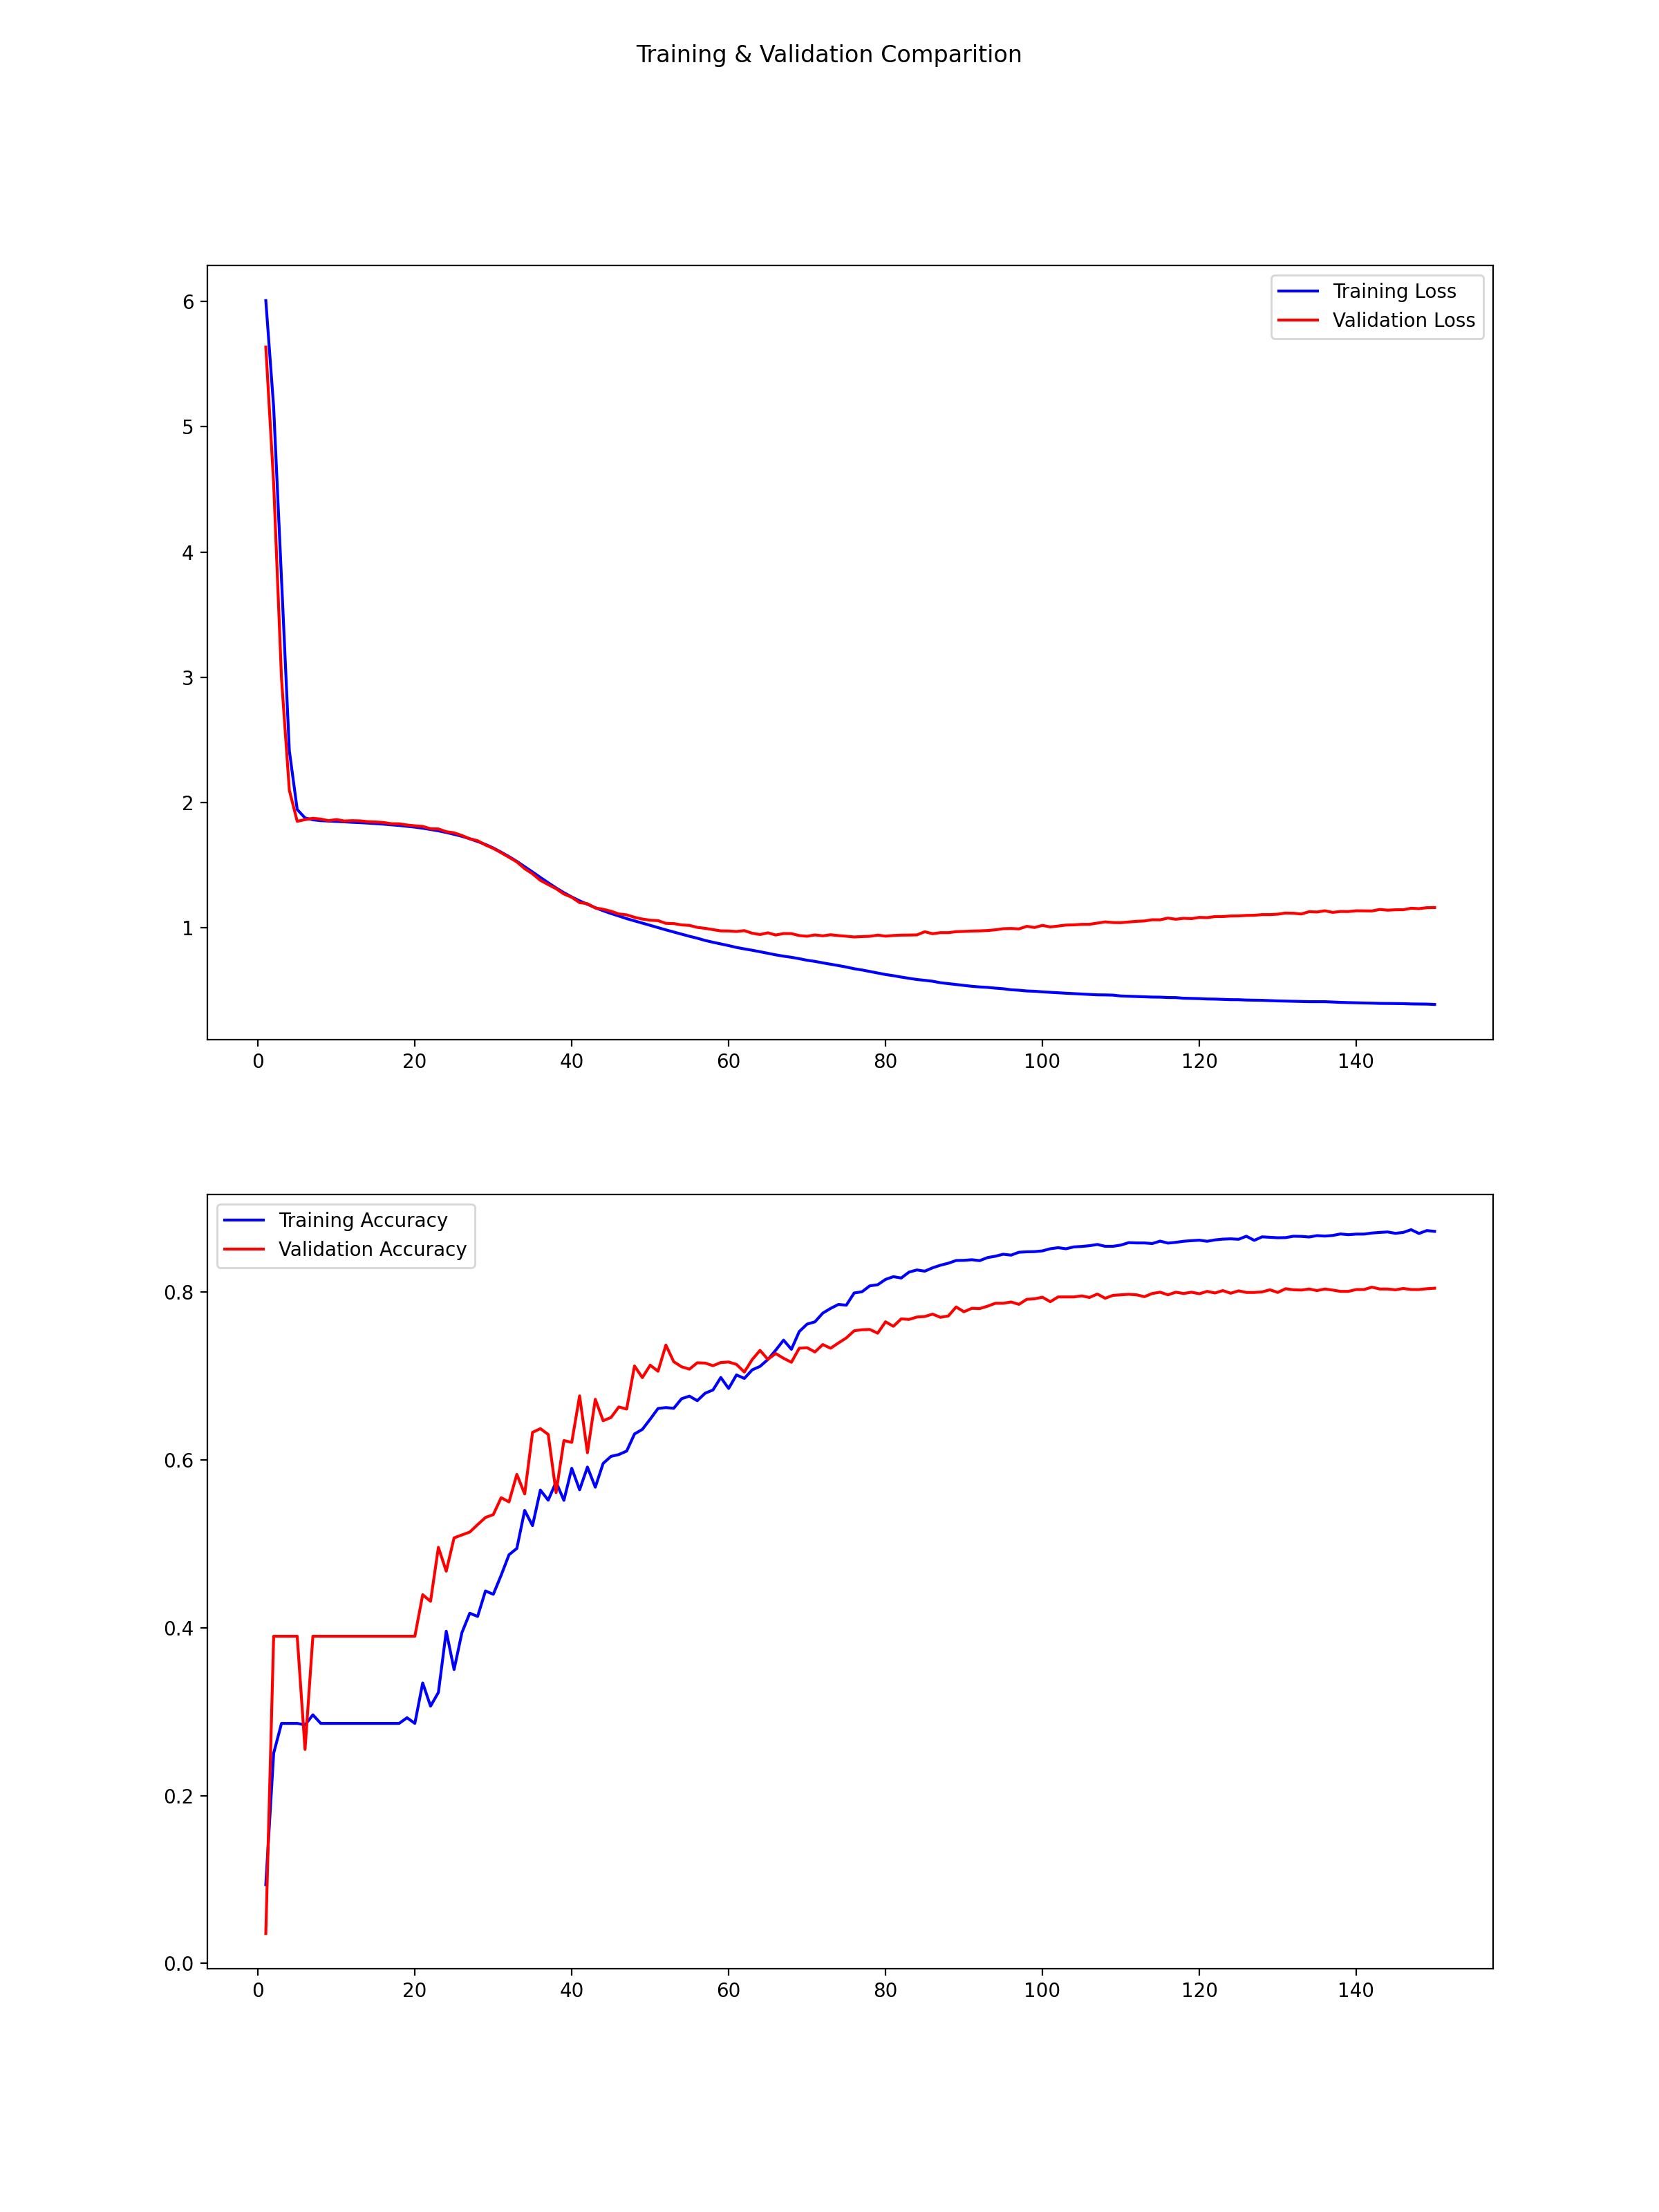 Training & Validation Comparition
Training Loss
Validation Loss
6
5
4
3
2
1
0 20 40 60 80 100 120 140
Training Accuracy
Validation Accuracy
0.8
0.6
0.4
0.2
0.0
0 20 40 60 80 100 120 140